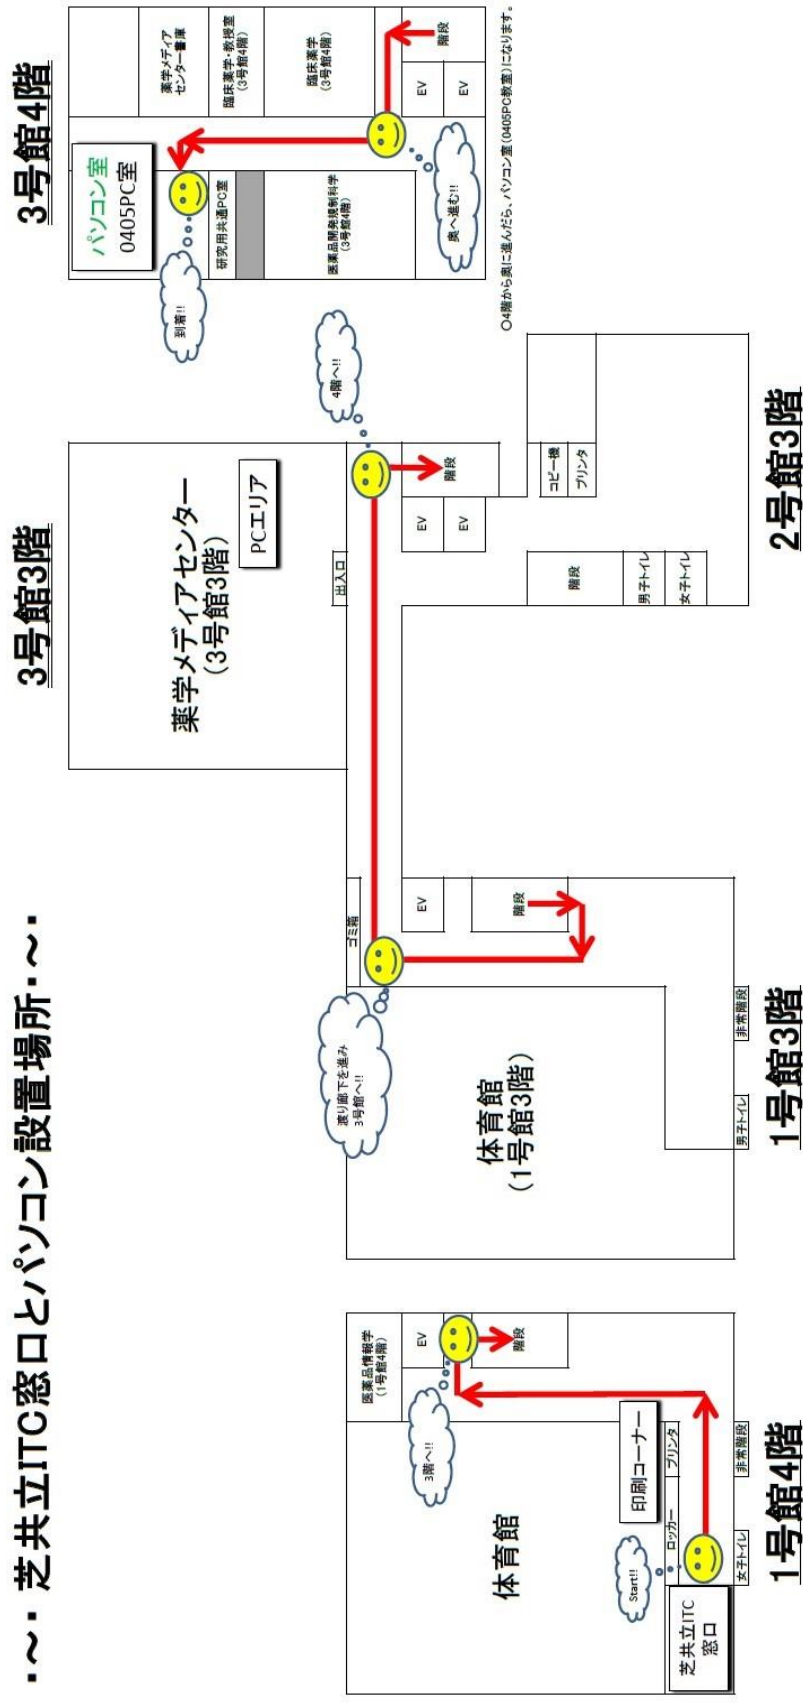 ・～・芝共立ITC窓口とパソコン設置場所・～・
3号館3階
3号館4階
薬学メディアセンター
（3号館3階）
PCエリア
出入口
EV
EV
階段
4階へ!!
パソコン室
0405PC室
薬学メディア
センター書庫
臨床薬学・教授室
（3号館4階）
臨床薬学
（3号館4階）
階段
EV
EV
到着!!
研究用共通PC室
医薬品開発規制科学
（3号館4階）
奥へ進む!!
〇4階から奥に進んだら、パソコン室（0405PC教室）になります。
医薬品情報学
（1号館4階）
EV
階段
3階へ!!
体育館
印刷コーナー
Start!!
ロッカー
プリンタ
芝共立ITC
窓口
女子トイレ
非常階段
1号館4階
ゴミ箱
渡り廊下を進み
3号館へ!!
EV
階段
体育館
（1号館3階）
男子トイレ
非常階段
1号館3階
コピー機
プリンタ
階段
男子トイレ
女子トイレ
2号館3階